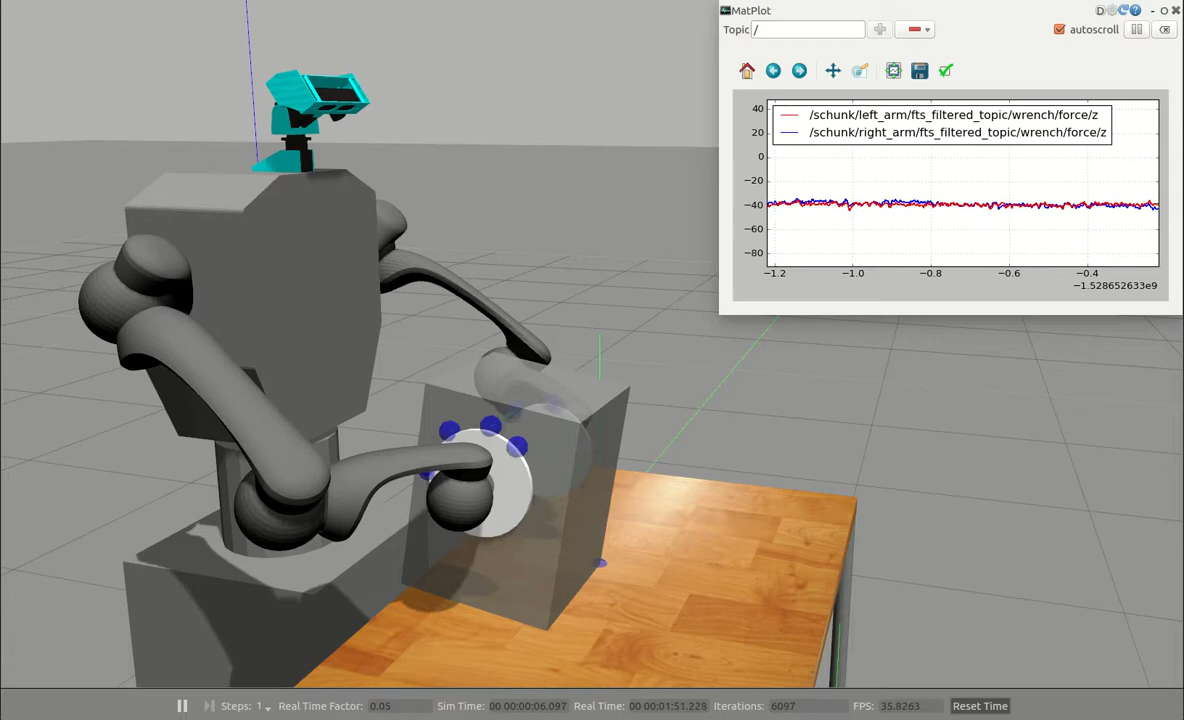 MatPlot
Topic / autoscroll
/schunk/left_arm/fts_filtered_topic/wrench/force/z
/schunk/right_arm/fts_filtered_topic/wrench/force/z
40
20
0
−20
−40
−60
−80
−1.2 −1.0 −0.8 −0.6 −0.4
−1.528652633e9
Steps: 1 Real Time Factor: 0.05 Sim Time: 00 00:00:06.097 Real Time: 00 00:01:51.228 Iterations: 6097 FPS: 35.8263 Reset Time